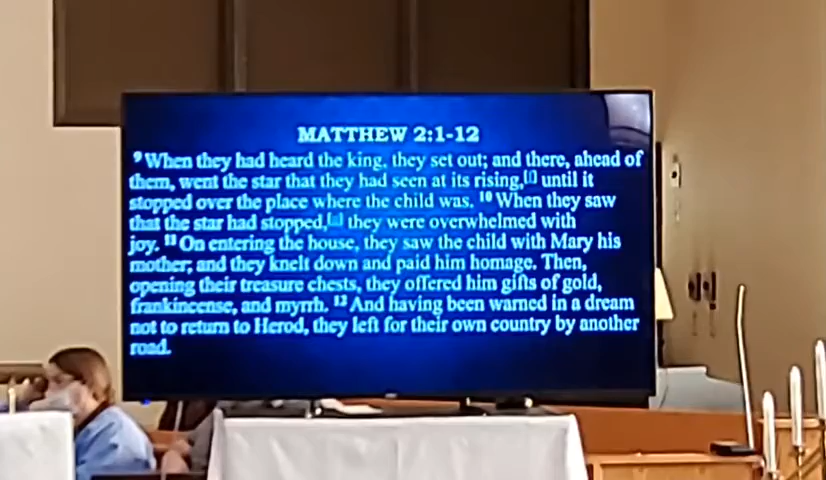 MATTHEW 2:1-12
⁹ When they had heard the king, they set out; and there, ahead of
them, went the star that they had seen at its rising,[] until it
stopped over the place where the child was. ¹⁰ When they saw
that the star had stopped,[] they were overwhelmed with
joy. ¹¹ On entering the house, they saw the child with Mary his
mother; and they knelt down and paid him homage. Then,
opening their treasure chests, they offered him gifts of gold,
frankincense, and myrrh. ¹² And having been warned in a dream
not to return to Herod, they left for their own country by another
road.